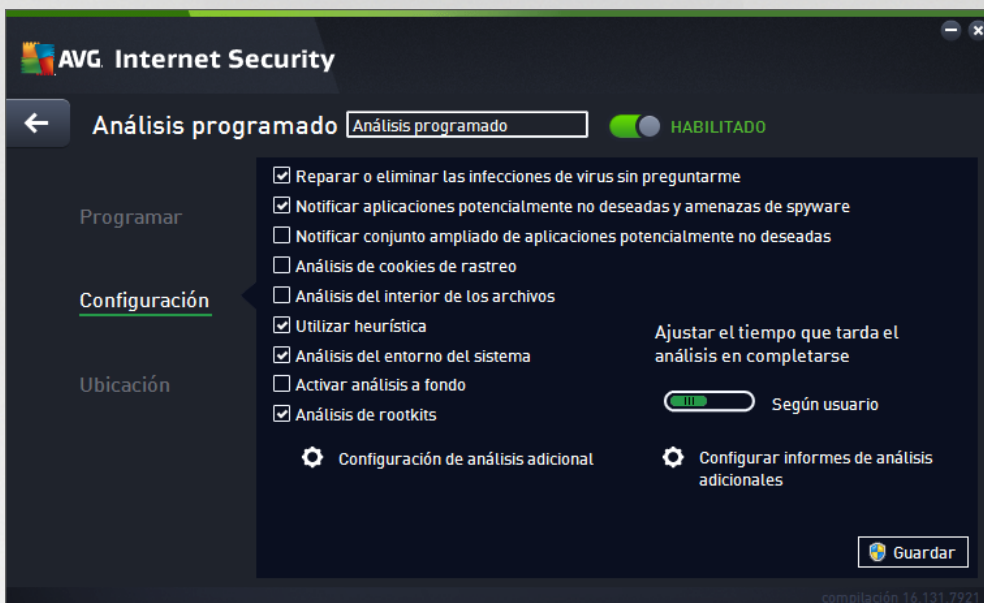 AVG Internet Security
Análisis programado
Análisis programado
HABILITADO
Programar
Configuración
Ubicación
Reparar o eliminar las infecciones de virus sin preguntarme
Notificar aplicaciones potencialmente no deseadas y amenazas de spyware
Notificar conjunto ampliado de aplicaciones potencialmente no deseadas
Análisis de cookies de rastreo
Análisis del interior de los archivos
Utilizar heurística
Análisis del entorno del sistema
Activar análisis a fondo
Análisis de rootkits
Ajustar el tiempo que tarda el
análisis en completarse
Según usuario
Configuración de análisis adicional
Configurar informes de análisis
adicionales
Guardar
compilación 16.131.7921